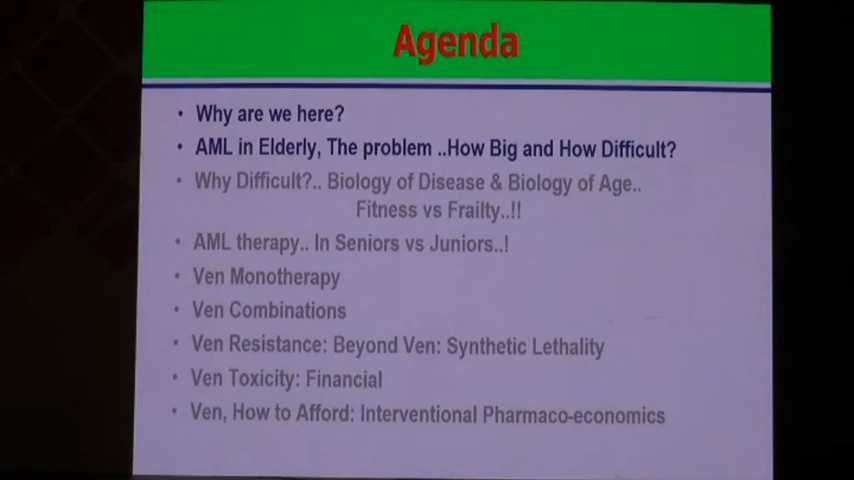 Agenda
• Why are we here?
• AML in Elderly, The problem ..How Big and How Difficult?
• Why Difficult?.. Biology of Disease & Biology of Age..
Fitness vs Frailty..!!
• AML therapy.. In Seniors vs Juniors..!
• Ven Monotherapy
• Ven Combinations
• Ven Resistance: Beyond Ven: Synthetic Lethality
• Ven Toxicity: Financial
• Ven, How to Afford: Interventional Pharmaco-economics